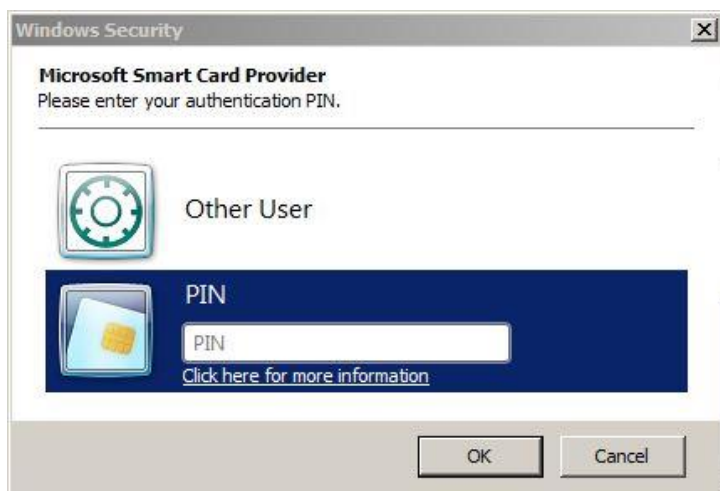 Windows Security
Microsoft Smart Card Provider
Please enter your authentication PIN.
Other User
PIN
PIN
Click here for more information
OK
Cancel